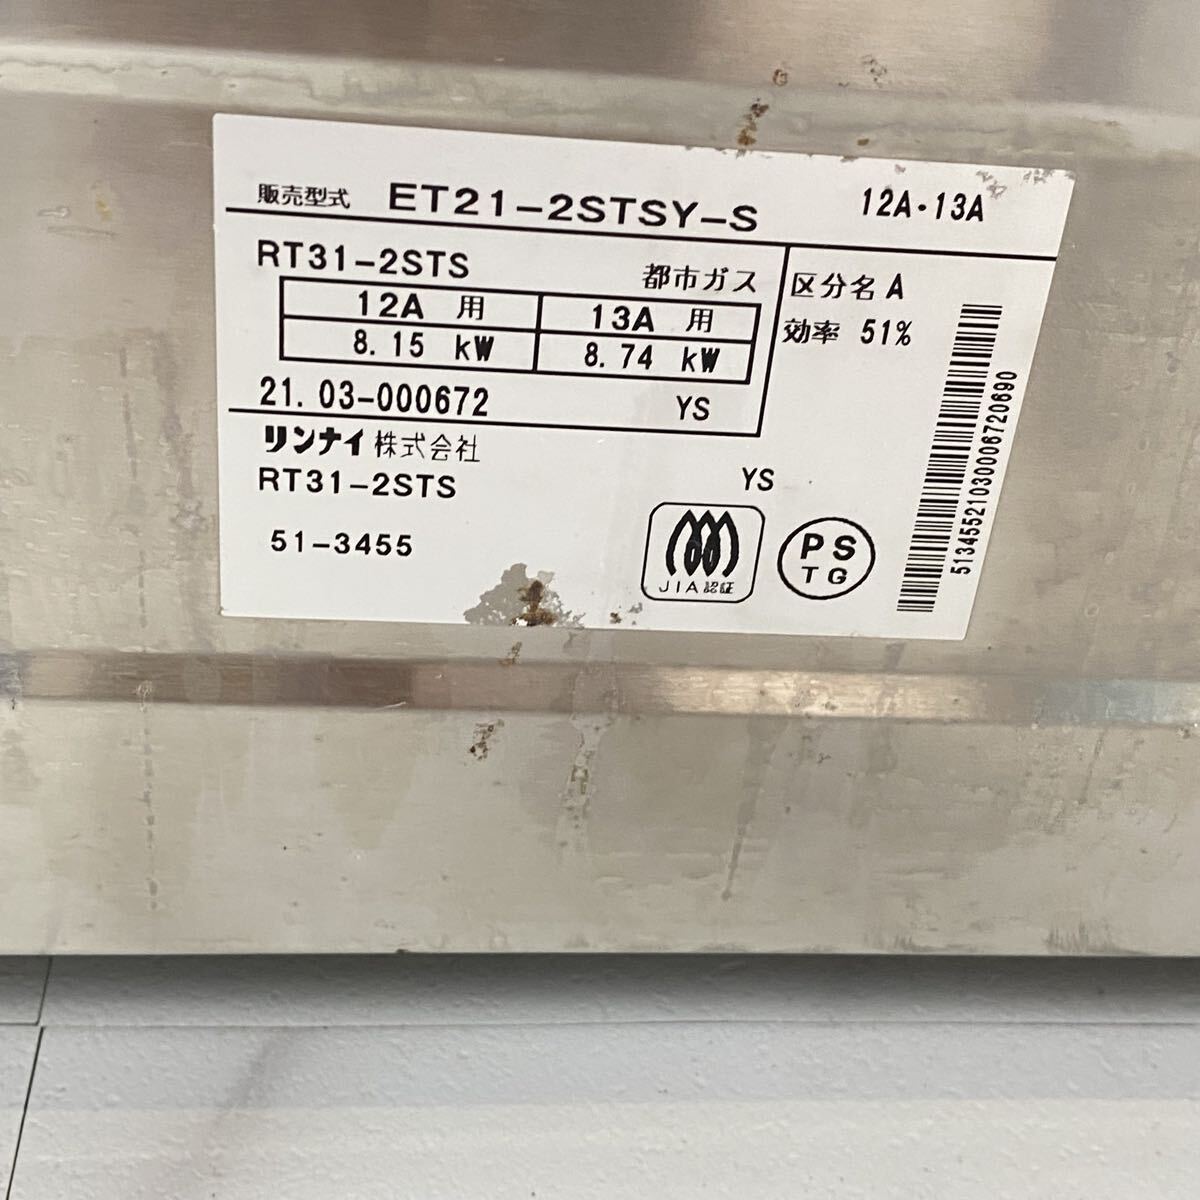 販売型式 ET21-2STSY-S 12A・13A
RT31-2STS 都市ガス
12A 用 13A 用
8.15 kW 8.74 kW
21.03-000672 YS
区分名 A
効率 51%
リンナイ株式会社
RT31-2STS YS
51-3455
JIA認証
PS
TG
51345521030006720690